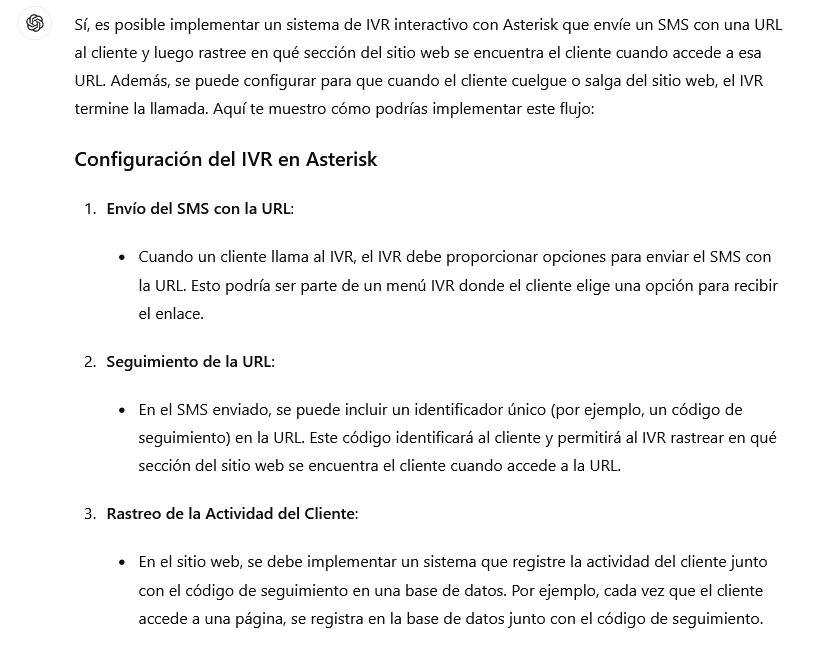 Sí, es posible implementar un sistema de IVR interactivo con Asterisk que envíe un SMS con una URL
al cliente y luego rastree en qué sección del sitio web se encuentra el cliente cuando accede a esa
URL. Además, se puede configurar para que cuando el cliente cuelgue o salga del sitio web, el IVR
termine la llamada. Aquí te muestro cómo podrías implementar este flujo:
Configuración del IVR en Asterisk
1. Envío del SMS con la URL:
• Cuando un cliente llama al IVR, el IVR debe proporcionar opciones para enviar el SMS con
la URL. Esto podría ser parte de un menú IVR donde el cliente elige una opción para recibir
el enlace.
2. Seguimiento de la URL:
• En el SMS enviado, se puede incluir un identificador único (por ejemplo, un código de
seguimiento) en la URL. Este código identificará al cliente y permitirá al IVR rastrear en qué
sección del sitio web se encuentra el cliente cuando accede a la URL.
3. Rastreo de la Actividad del Cliente:
• En el sitio web, se debe implementar un sistema que registre la actividad del cliente junto
con el código de seguimiento en una base de datos. Por ejemplo, cada vez que el cliente
accede a una página, se registra en la base de datos junto con el código de seguimiento.